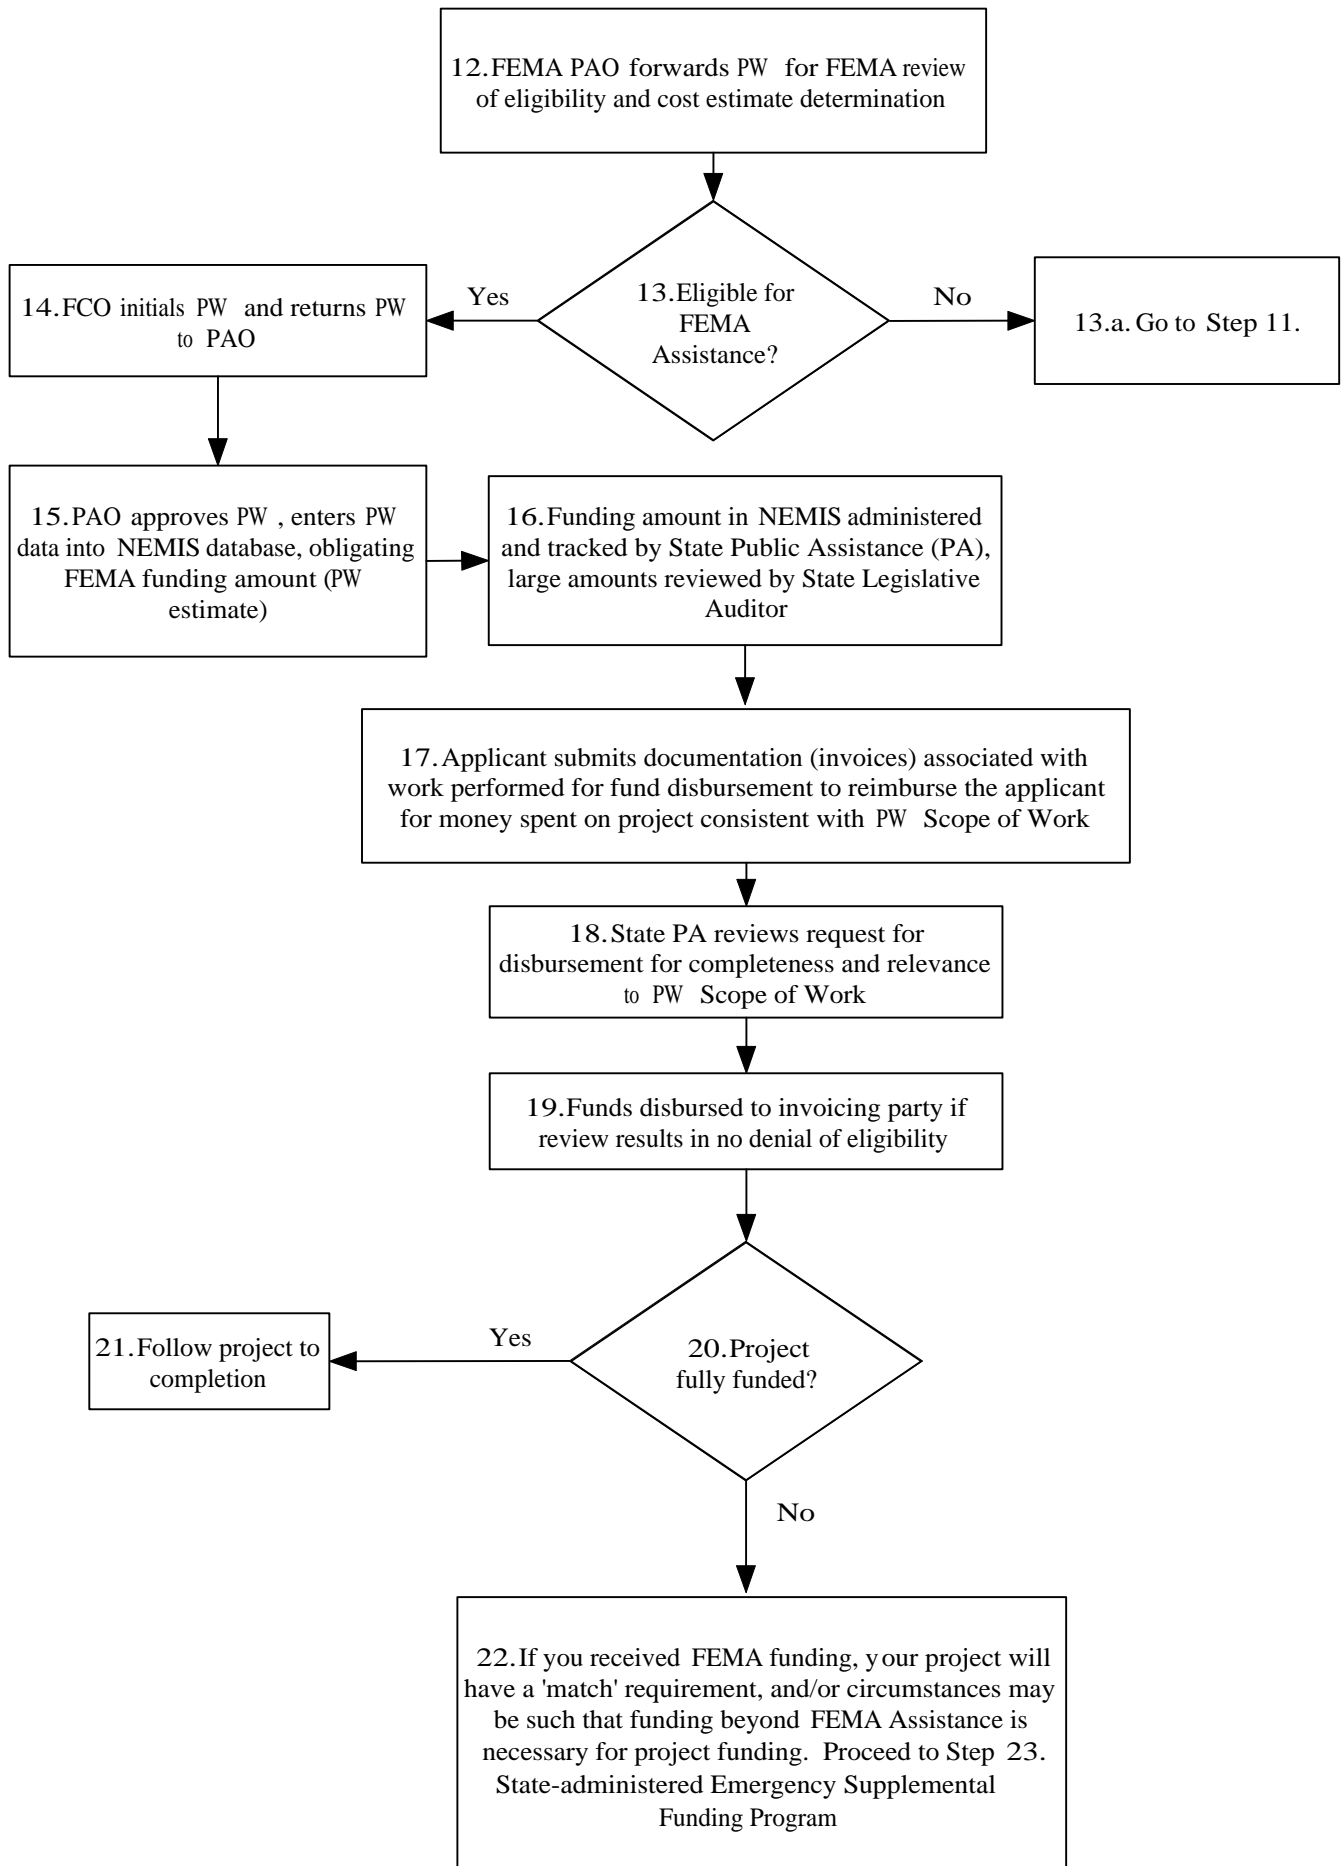 12. FEMA PAO forwards PW for FEMA review
of eligibility and cost estimate determination
13. Eligible for
FEMA
Assistance?
Yes
No
14. FCO initials PW and returns PW
to PAO
13.a. Go to Step 11.
15. PAO approves PW , enters PW
data into NEMIS database, obligating
FEMA funding amount (PW
estimate)
16. Funding amount in NEMIS administered
and tracked by State Public Assistance (PA),
large amounts reviewed by State Legislative
Auditor
17. Applicant submits documentation (invoices) associated with
work performed for fund disbursement to reimburse the applicant
for money spent on project consistent with PW Scope of Work
18. State PA reviews request for
disbursement for completeness and relevance
to PW Scope of Work
19. Funds disbursed to invoicing party if
review results in no denial of eligibility
20. Project
fully funded?
Yes
21. Follow project to
completion
No
22. If you received FEMA funding, your project will
have a 'match' requirement, and/or circumstances may
be such that funding beyond FEMA Assistance is
necessary for project funding. Proceed to Step 23.
State-administered Emergency Supplemental
Funding Program